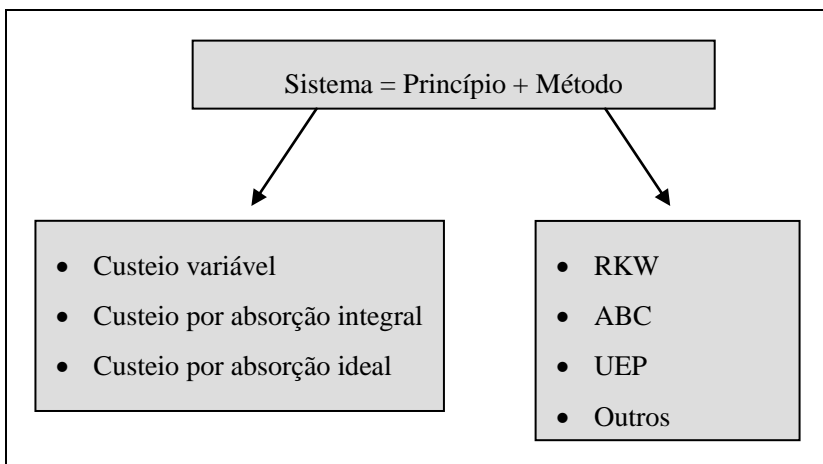 Sistema = Princípio + Método
• Custeio variável
• Custeio por absorção integral
• Custeio por absorção ideal
• RKW
• ABC
• UEP
• Outros